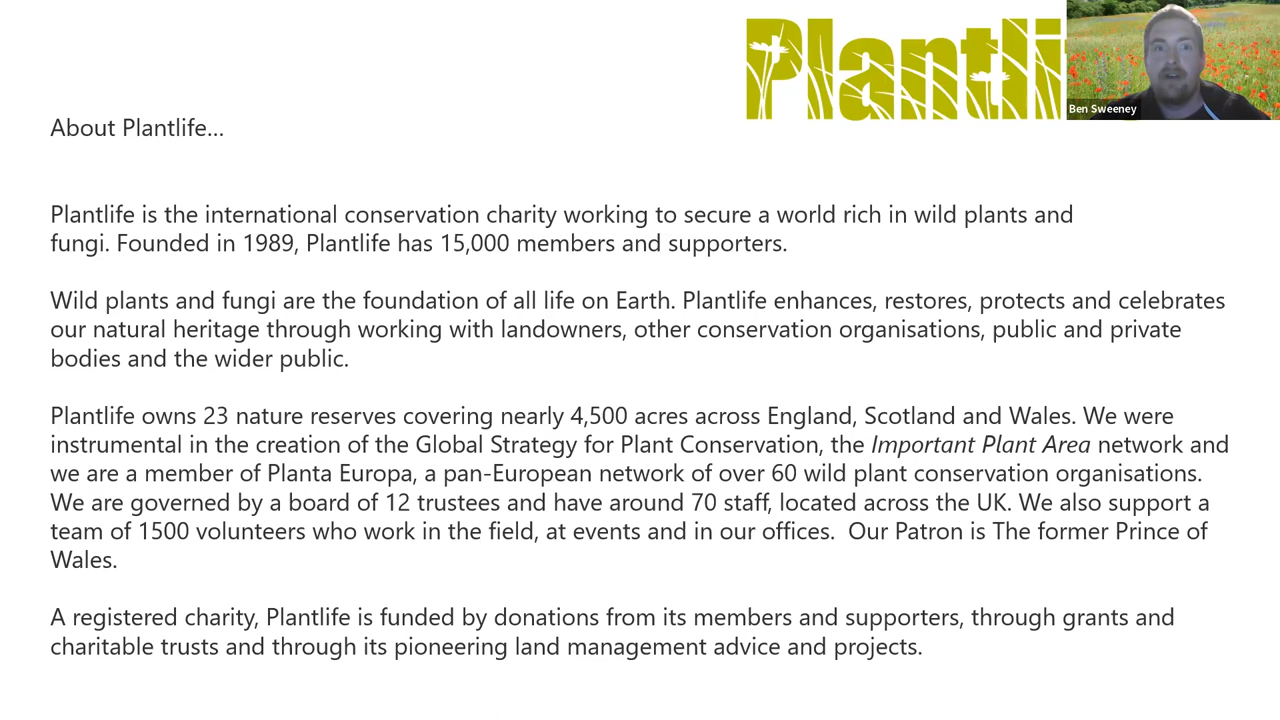 Plantli
Ben Sweeney
About Plantlife...
Plantlife is the international conservation charity working to secure a world rich in wild plants and
fungi. Founded in 1989, Plantlife has 15,000 members and supporters.
Wild plants and fungi are the foundation of all life on Earth. Plantlife enhances, restores, protects and celebrates
our natural heritage through working with landowners, other conservation organisations, public and private
bodies and the wider public.
Plantlife owns 23 nature reserves covering nearly 4,500 acres across England, Scotland and Wales. We were
instrumental in the creation of the Global Strategy for Plant Conservation, the Important Plant Area network and
we are a member of Planta Europa, a pan-European network of over 60 wild plant conservation organisations.
We are governed by a board of 12 trustees and have around 70 staff, located across the UK. We also support a
team of 1500 volunteers who work in the field, at events and in our offices.  Our Patron is The former Prince of
Wales.
A registered charity, Plantlife is funded by donations from its members and supporters, through grants and
charitable trusts and through its pioneering land management advice and projects.